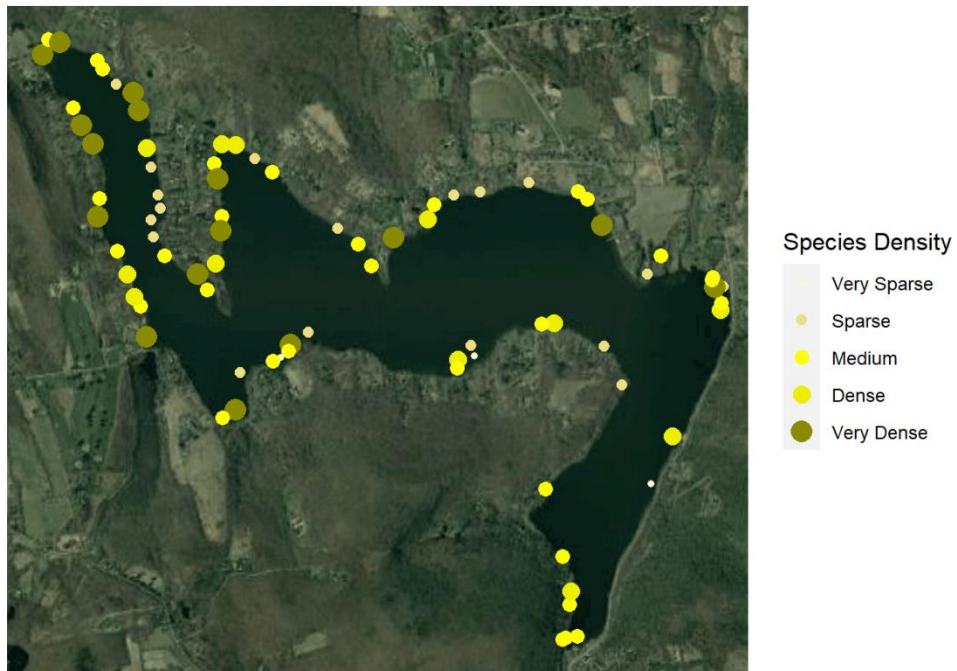 Species Density
Very Sparse
Sparse
Medium
Dense
Very Dense